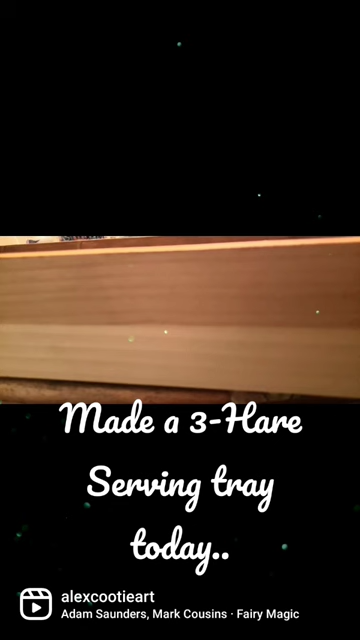 Made a 3-Hare
Serving tray
today..
alexcootieart
Adam Saunders, Mark Cousins · Fairy Magic